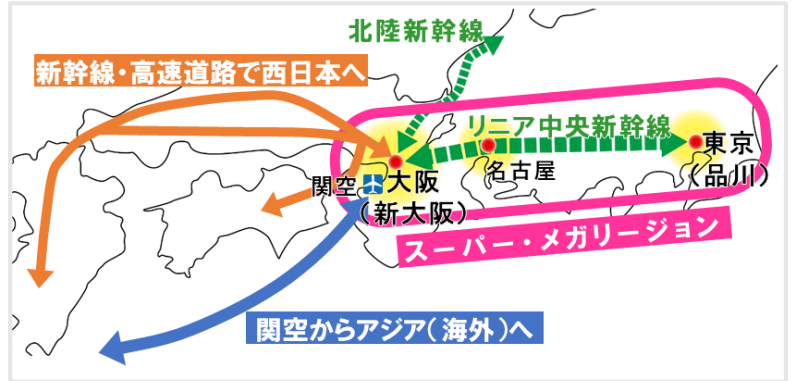 北陸新幹線
新幹線・高速道路で西日本へ
リニア中央新幹線
東京
(品川)
名古屋
関空
大阪
(新大阪)
スーパー・メガリージョン
関空からアジア(海外)へ